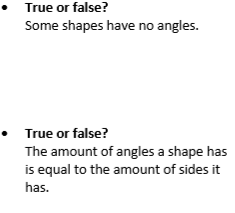 • True or false?
Some shapes have no angles.
• True or false?
The amount of angles a shape has
is equal to the amount of sides it
has.